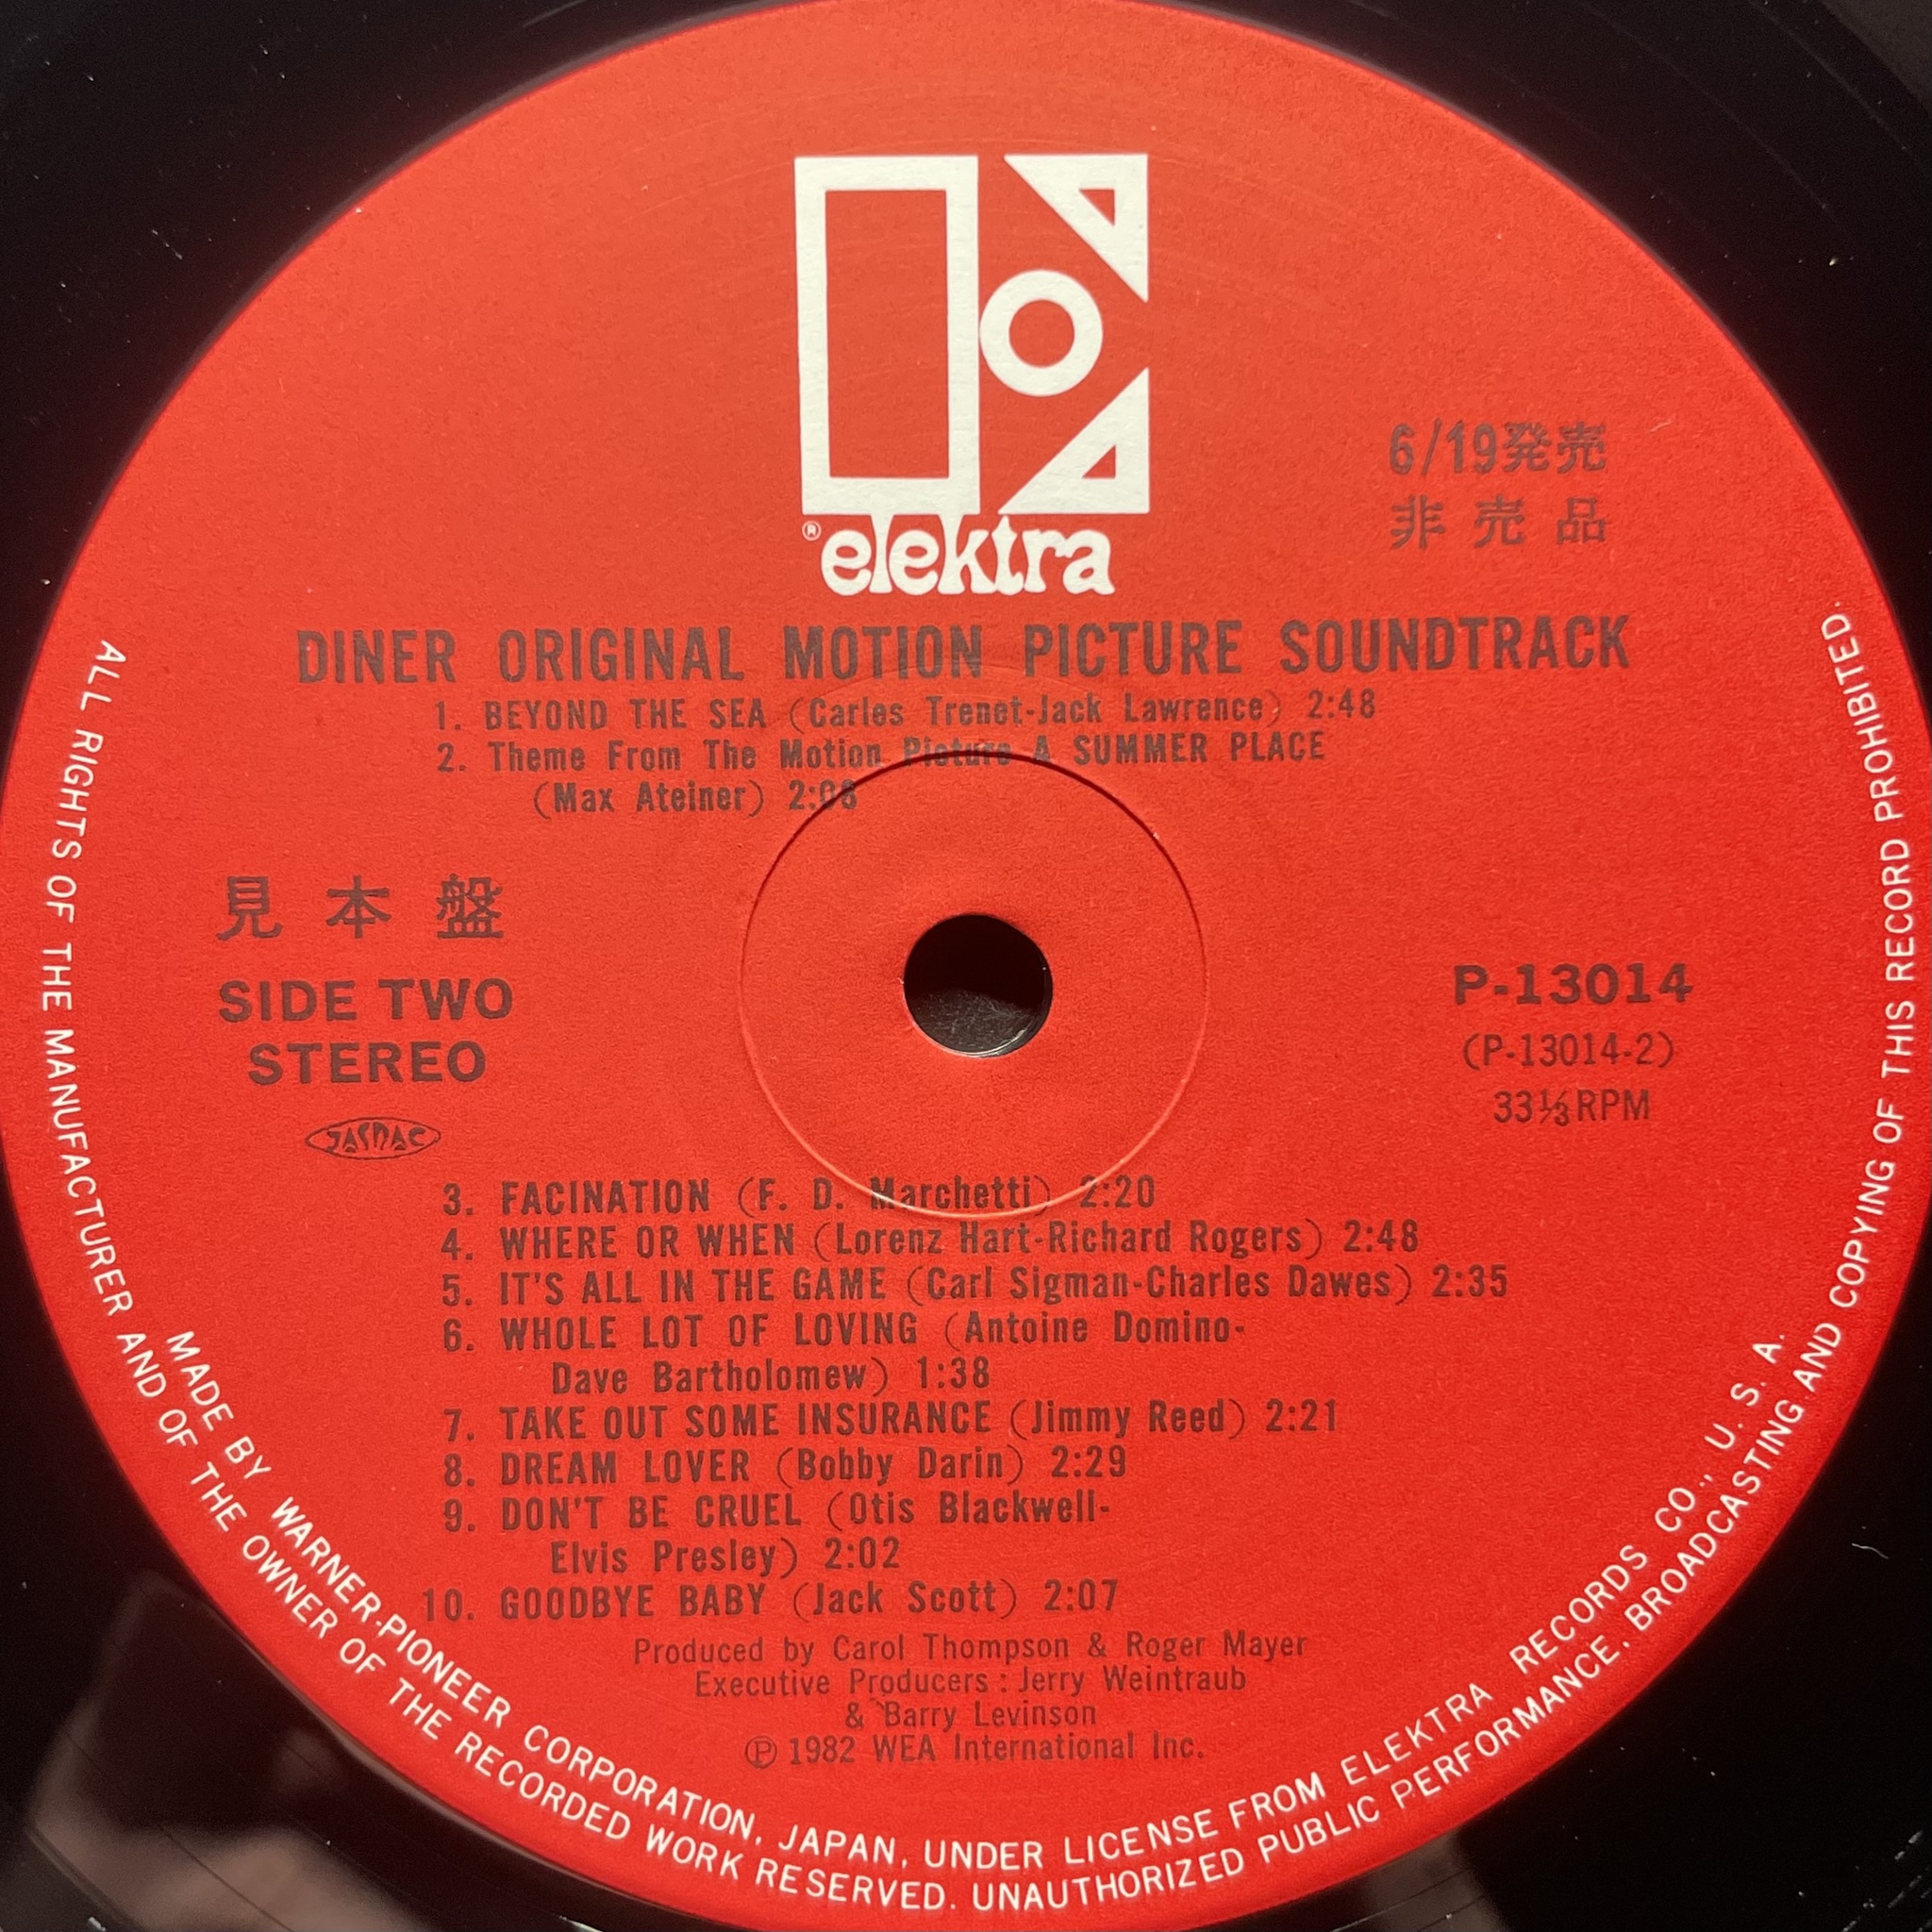 6/19発売
非売品
® elektra
DINER ORIGINAL MOTION PICTURE SOUNDTRACK
1. BEYOND THE SEA (Carles Trenet-Jack Lawrence) 2:48
2. Theme From The Motion Picture A SUMMER PLACE
(Max Ateiner) 2:08
見本盤
SIDE TWO
STEREO
JASRAC
P-13014
(P-13014-2)
33⅓RPM
3. FACINATION (F. D. Marchetti) 2:20
4. WHERE OR WHEN (Lorenz Hart-Richard Rogers) 2:48
5. IT'S ALL IN THE GAME (Carl Sigman-Charles Dawes) 2:35
6. WHOLE LOT OF LOVING (Antoine Domino-
Dave Bartholomew) 1:38
7. TAKE OUT SOME INSURANCE (Jimmy Reed) 2:21
8. DREAM LOVER (Bobby Darin) 2:29
9. DON'T BE CRUEL (Otis Blackwell-
Elvis Presley) 2:02
10. GOODBYE BABY (Jack Scott) 2:07
Produced by Carol Thompson & Roger Mayer
Executive Producers : Jerry Weintraub
& Barry Levinson
℗ 1982 WEA International Inc.
MADE BY WARNER-PIONEER CORPORATION, JAPAN, UNDER LICENSE FROM ELEKTRA RECORDS CO., U. S. A.
ALL RIGHTS OF THE MANUFACTURER AND OF THE OWNER OF THE RECORDED WORK RESERVED. UNAUTHORIZED PUBLIC PERFORMANCE, BROADCASTING AND COPYING OF THIS RECORD PROHIBITED.